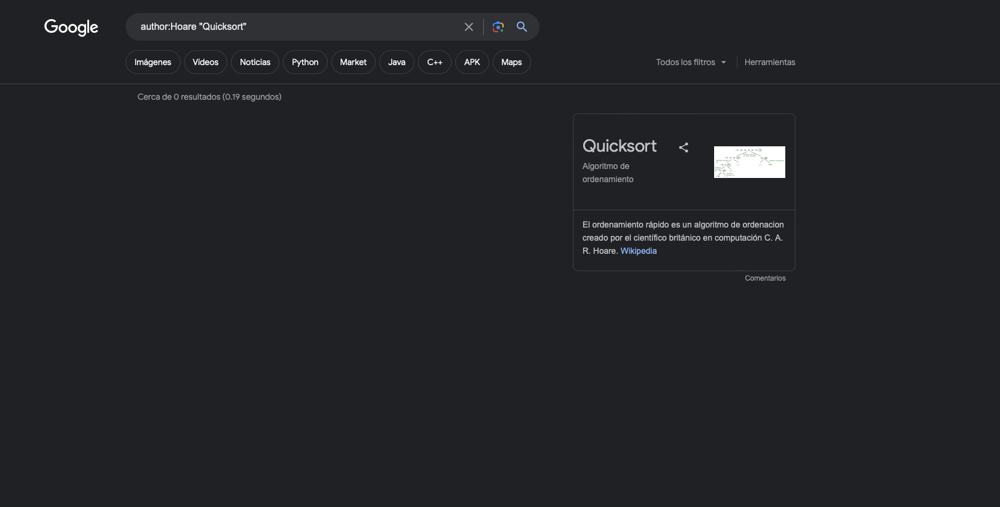 Google
author:Hoare "Quicksort"
Imágenes
Vídeos
Noticias
Python
Market
Java
C++
APK
Maps
Todos los filtros
Herramientas
Cerca de 0 resultados (0.19 segundos)
Quicksort
Algoritmo de
ordenamiento
El ordenamiento rápido es un algoritmo de ordenacion
creado por el científico británico en computación C. A.
R. Hoare. Wikipedia
Comentarios